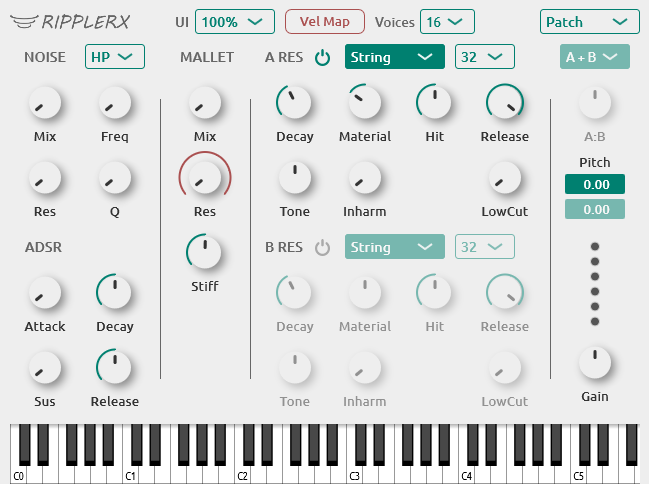 RIPPLERX UI 100% Vel Map Voices 16 Patch
NOISE HP MALLET A RES String 32 A + B
Mix Freq Mix Decay Material Hit Release A:B
Pitch
0.00
Res Q Res Tone Inharm LowCut 0.00
ADSR B RES String 32
Stiff
Attack Decay Decay Material Hit Release
Sus Release Tone Inharm LowCut Gain
C0 C1 C2 C3 C4 C5